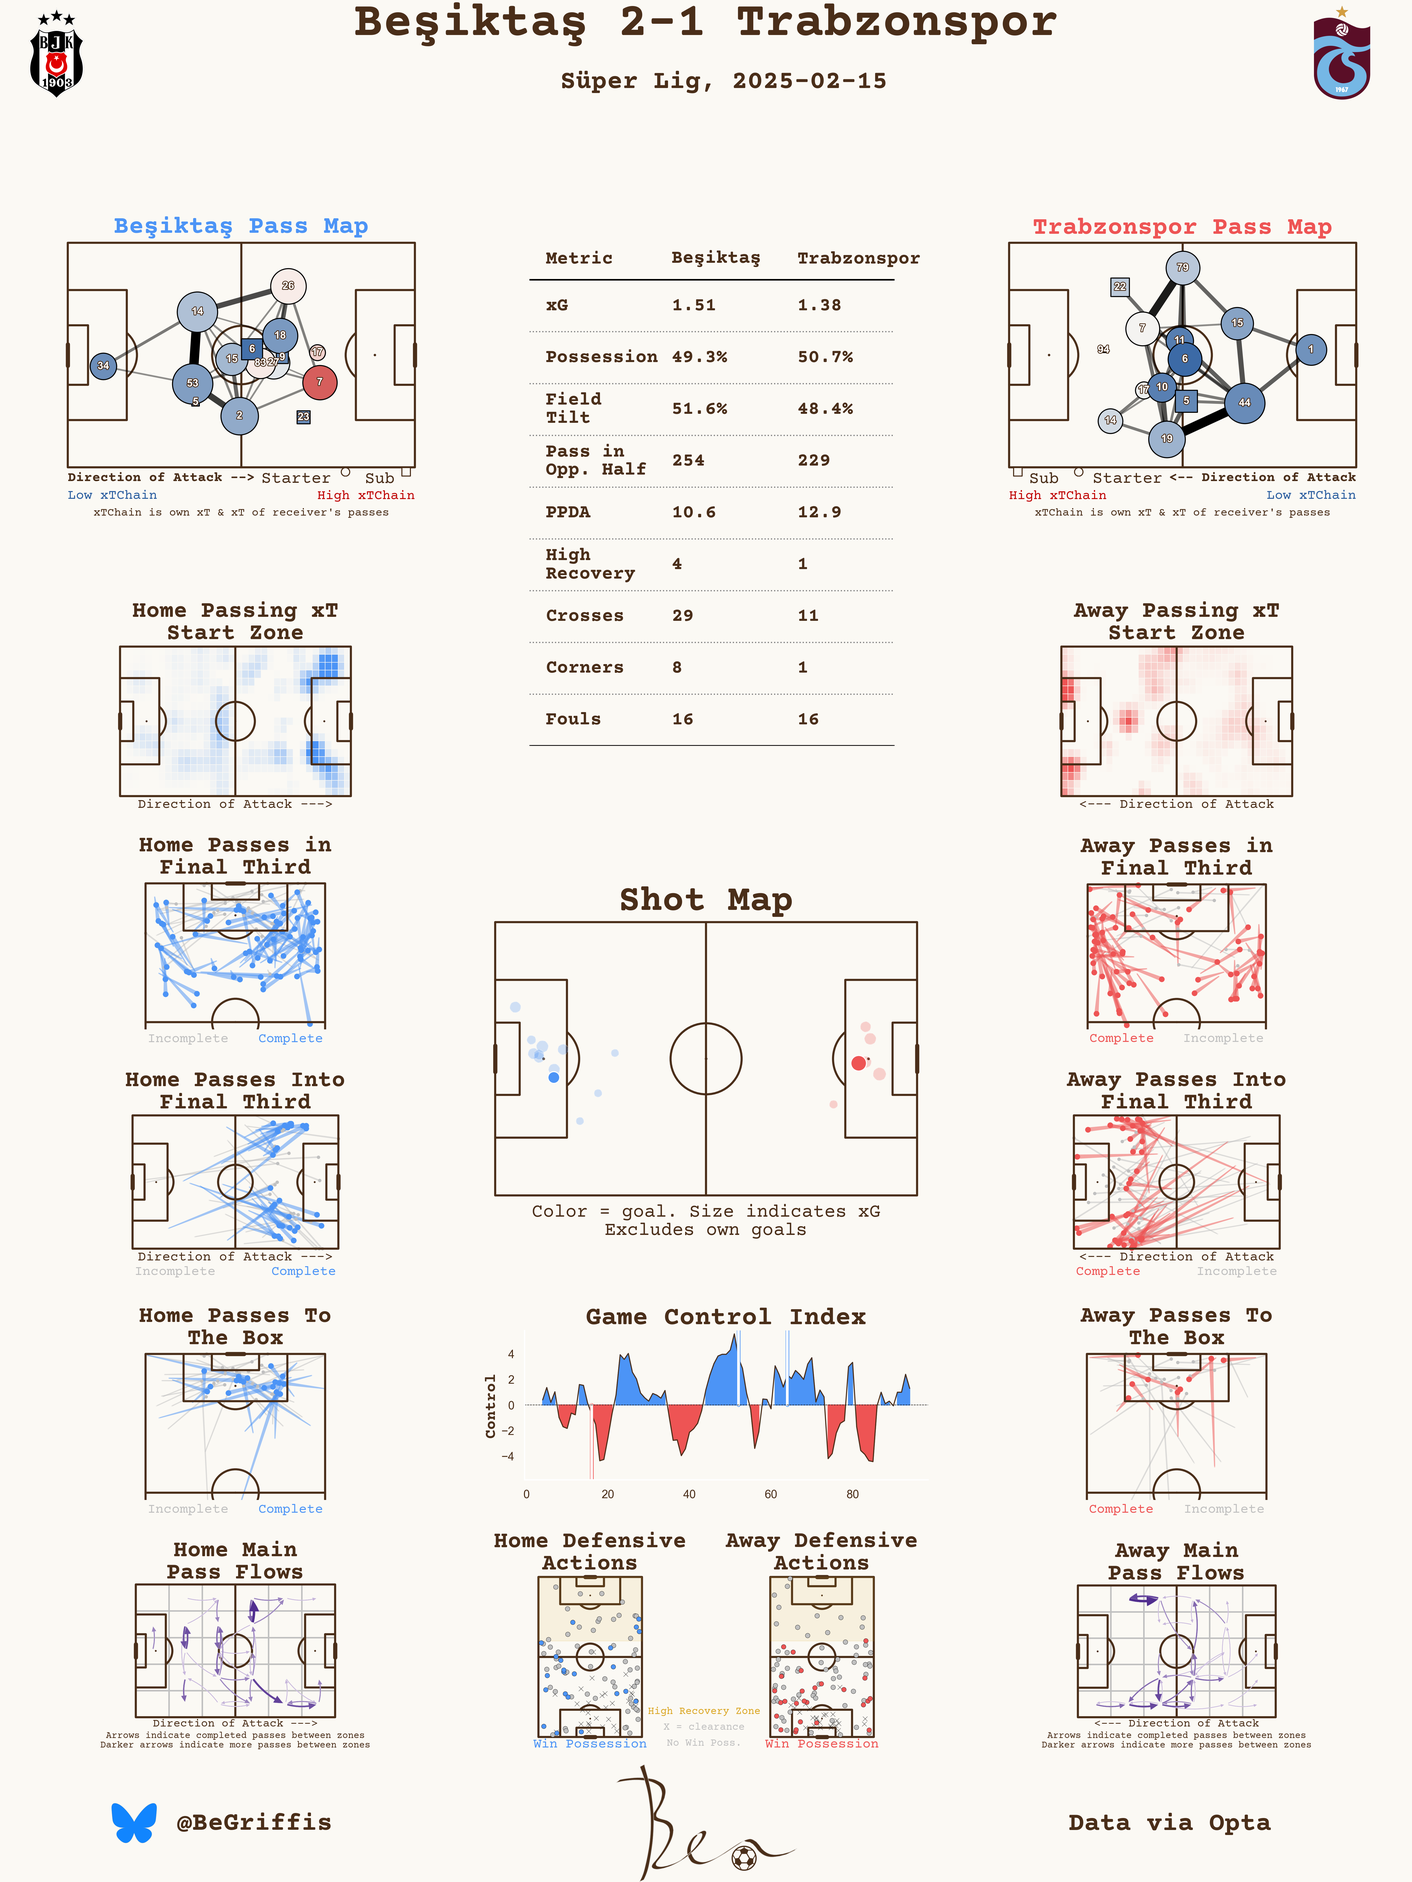 Beşiktaş 2-1 Trabzonspor
Süper Lig, 2025-02-15
BJK
1903
1967
Beşiktaş Pass Map
26
14
18
6
19
17
15
83
27
34
53
7
5
2
23
Direction of Attack --> Starter Sub
Low xTChain High xTChain
xTChain is own xT & xT of receiver's passes
Metric Beşiktaş Trabzonspor
xG 1.51 1.38
Possession 49.3% 50.7%
Field
Tilt 51.6% 48.4%
Pass in
Opp. Half 254 229
PPDA 10.6 12.9
High
Recovery 4 1
Crosses 29 11
Corners 8 1
Fouls 16 16
Trabzonspor Pass Map
79
22
7
15
11
94
6
1
17
10
5
44
14
19
Sub Starter <-- Direction of Attack
High xTChain Low xTChain
xTChain is own xT & xT of receiver's passes
Home Passing xT
Start Zone
Direction of Attack --->
Away Passing xT
Start Zone
<--- Direction of Attack
Home Passes in
Final Third
Incomplete Complete
Away Passes in
Final Third
Complete Incomplete
Shot Map
Color = goal. Size indicates xG
Excludes own goals
Home Passes Into
Final Third
Direction of Attack --->
Incomplete Complete
Away Passes Into
Final Third
<--- Direction of Attack
Complete Incomplete
Home Passes To
The Box
Incomplete Complete
Game Control Index
Control
4
2
0
−2
−4
0 20 40 60 80
Away Passes To
The Box
Complete Incomplete
Home Main
Pass Flows
Direction of Attack --->
Arrows indicate completed passes between zones
Darker arrows indicate more passes between zones
Home Defensive
Actions
Win Possession
Away Defensive
Actions
Win Possession
High Recovery Zone
X = clearance
No Win Poss.
Away Main
Pass Flows
<--- Direction of Attack
Arrows indicate completed passes between zones
Darker arrows indicate more passes between zones
@BeGriffis
Ben
Data via Opta